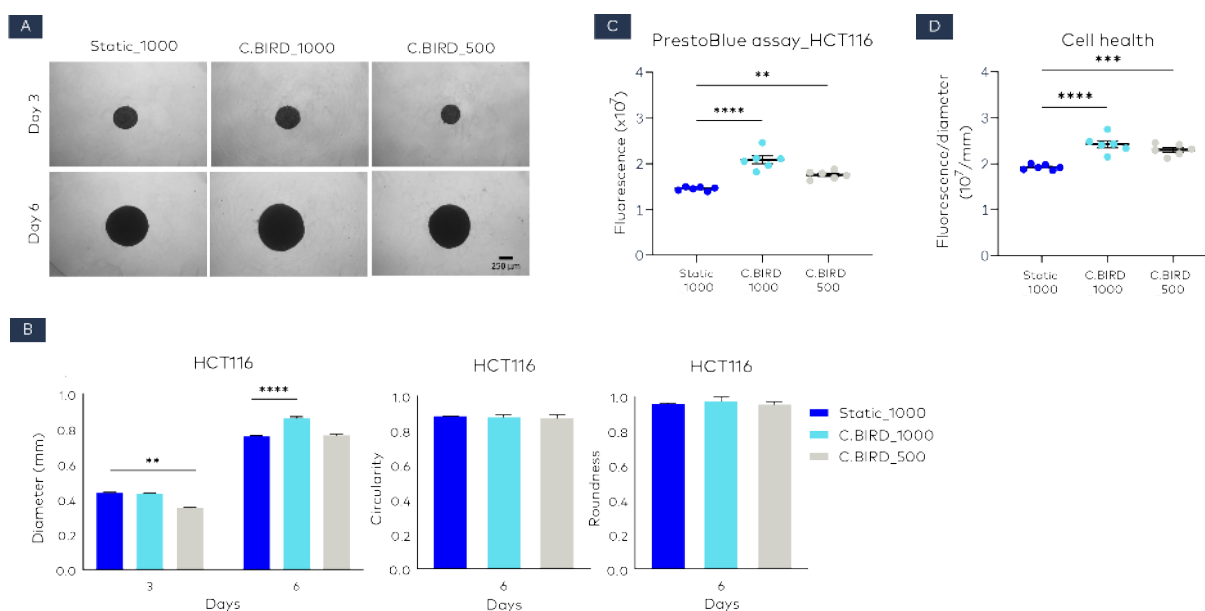 A
Static_1000
C.BIRD_1000
C.BIRD_500
Day 3
Day 6
250 µm
B
HCT116
Diameter (mm)
1.0
0.8
0.6
0.4
0.2
0.0
**
****
3
6
Days
HCT116
Circularity
1.0
0.8
0.6
0.4
0.2
0.0
6
Days
HCT116
Roundness
1.0
0.8
0.6
0.4
0.2
0.0
6
Days
Static_1000
C.BIRD_1000
C.BIRD_500
C
PrestoBlue assay_HCT116
Fluarescence (x10⁷)
4
3
2
1
0
**
****
Static
1000
C.BIRD
1000
C.BIRD
500
D
Cell health
Fluorescence/diameter
(10⁷/mm)
4
3
2
1
0
***
****
Static
1000
C.BIRD
1000
C.BIRD
500